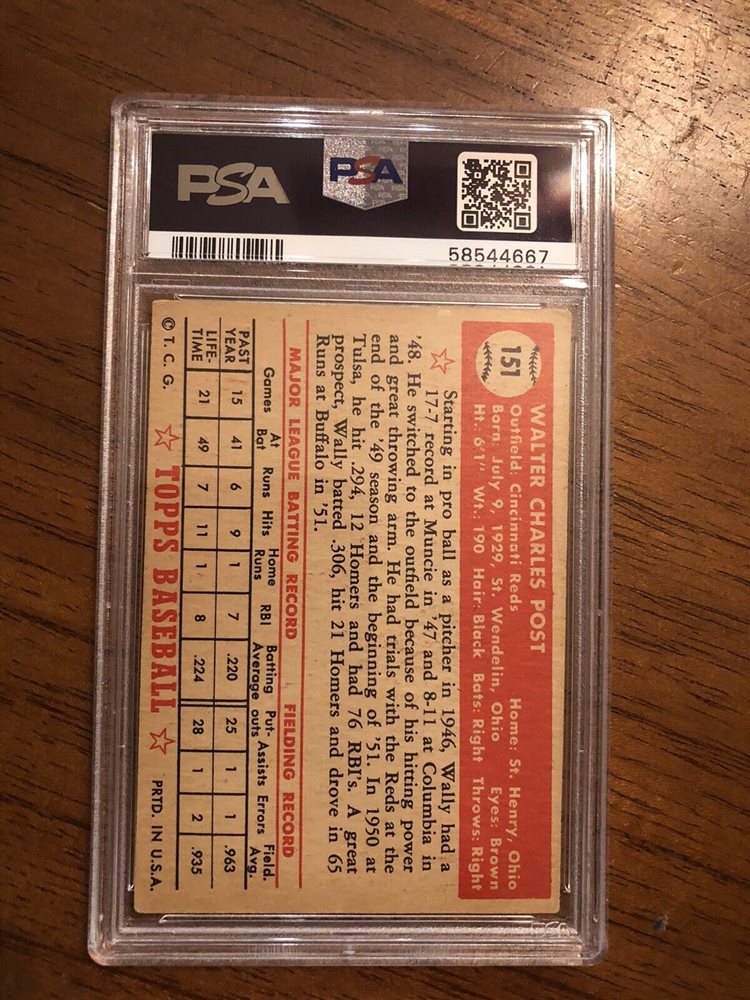 PSA
PSA
58544667
151
WALTER CHARLES POST
Outfield: Cincinnati Reds Home: St. Henry, Ohio
Born: July 9, 1929, St. Wendelin, Ohio Eyes: Brown
Ht.: 6'1" Wt.: 190 Hair: Black Bats: Right Throws: Right
Starting in pro ball as a pitcher in 1946, Wally had a
17-7 record at Muncie in '47 and 8-11 at Columbia in
'48. He switched to the outfield because of his hitting power
and great throwing arm. He had trials with the Reds at the
end of the '49 season and the beginning of '51. In 1950 at
Tulsa, he hit .294, 12 Homers and had 76 RBI's. A great
prospect, Wally batted .306, hit 21 Homers and drove in 65
Runs at Buffalo in '51.
MAJOR LEAGUE BATTING RECORD FIELDING RECORD
Games At Bat Runs Hits Home Runs RBI Batting Average Put-outs Assists Errors Field. Avg.
PAST YEAR 15 41 6 9 1 7 .220 25 1 1 .963
LIFE-TIME 21 49 7 11 1 8 .224 28 1 2 .935
© T. C. G. TOPPS BASEBALL PRTD. IN U.S.A.